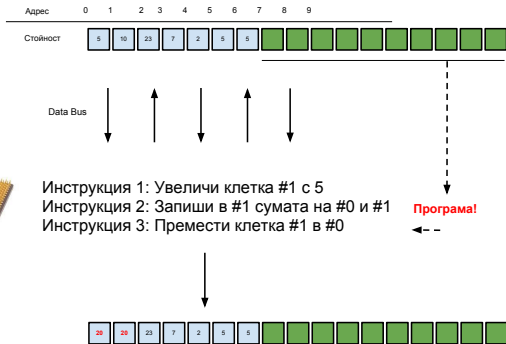 Адрес 0 1 2 3 4 5 6 7 8 9
Стойност 5 10 23 7 2 5 5
Data Bus
Инструкция 1: Увеличи клетка #1 с 5
Инструкция 2: Запиши в #1 сумата на #0 и #1
Програма!
Инструкция 3: Премести клетка #1 в #0
20 20 23 7 2 5 5